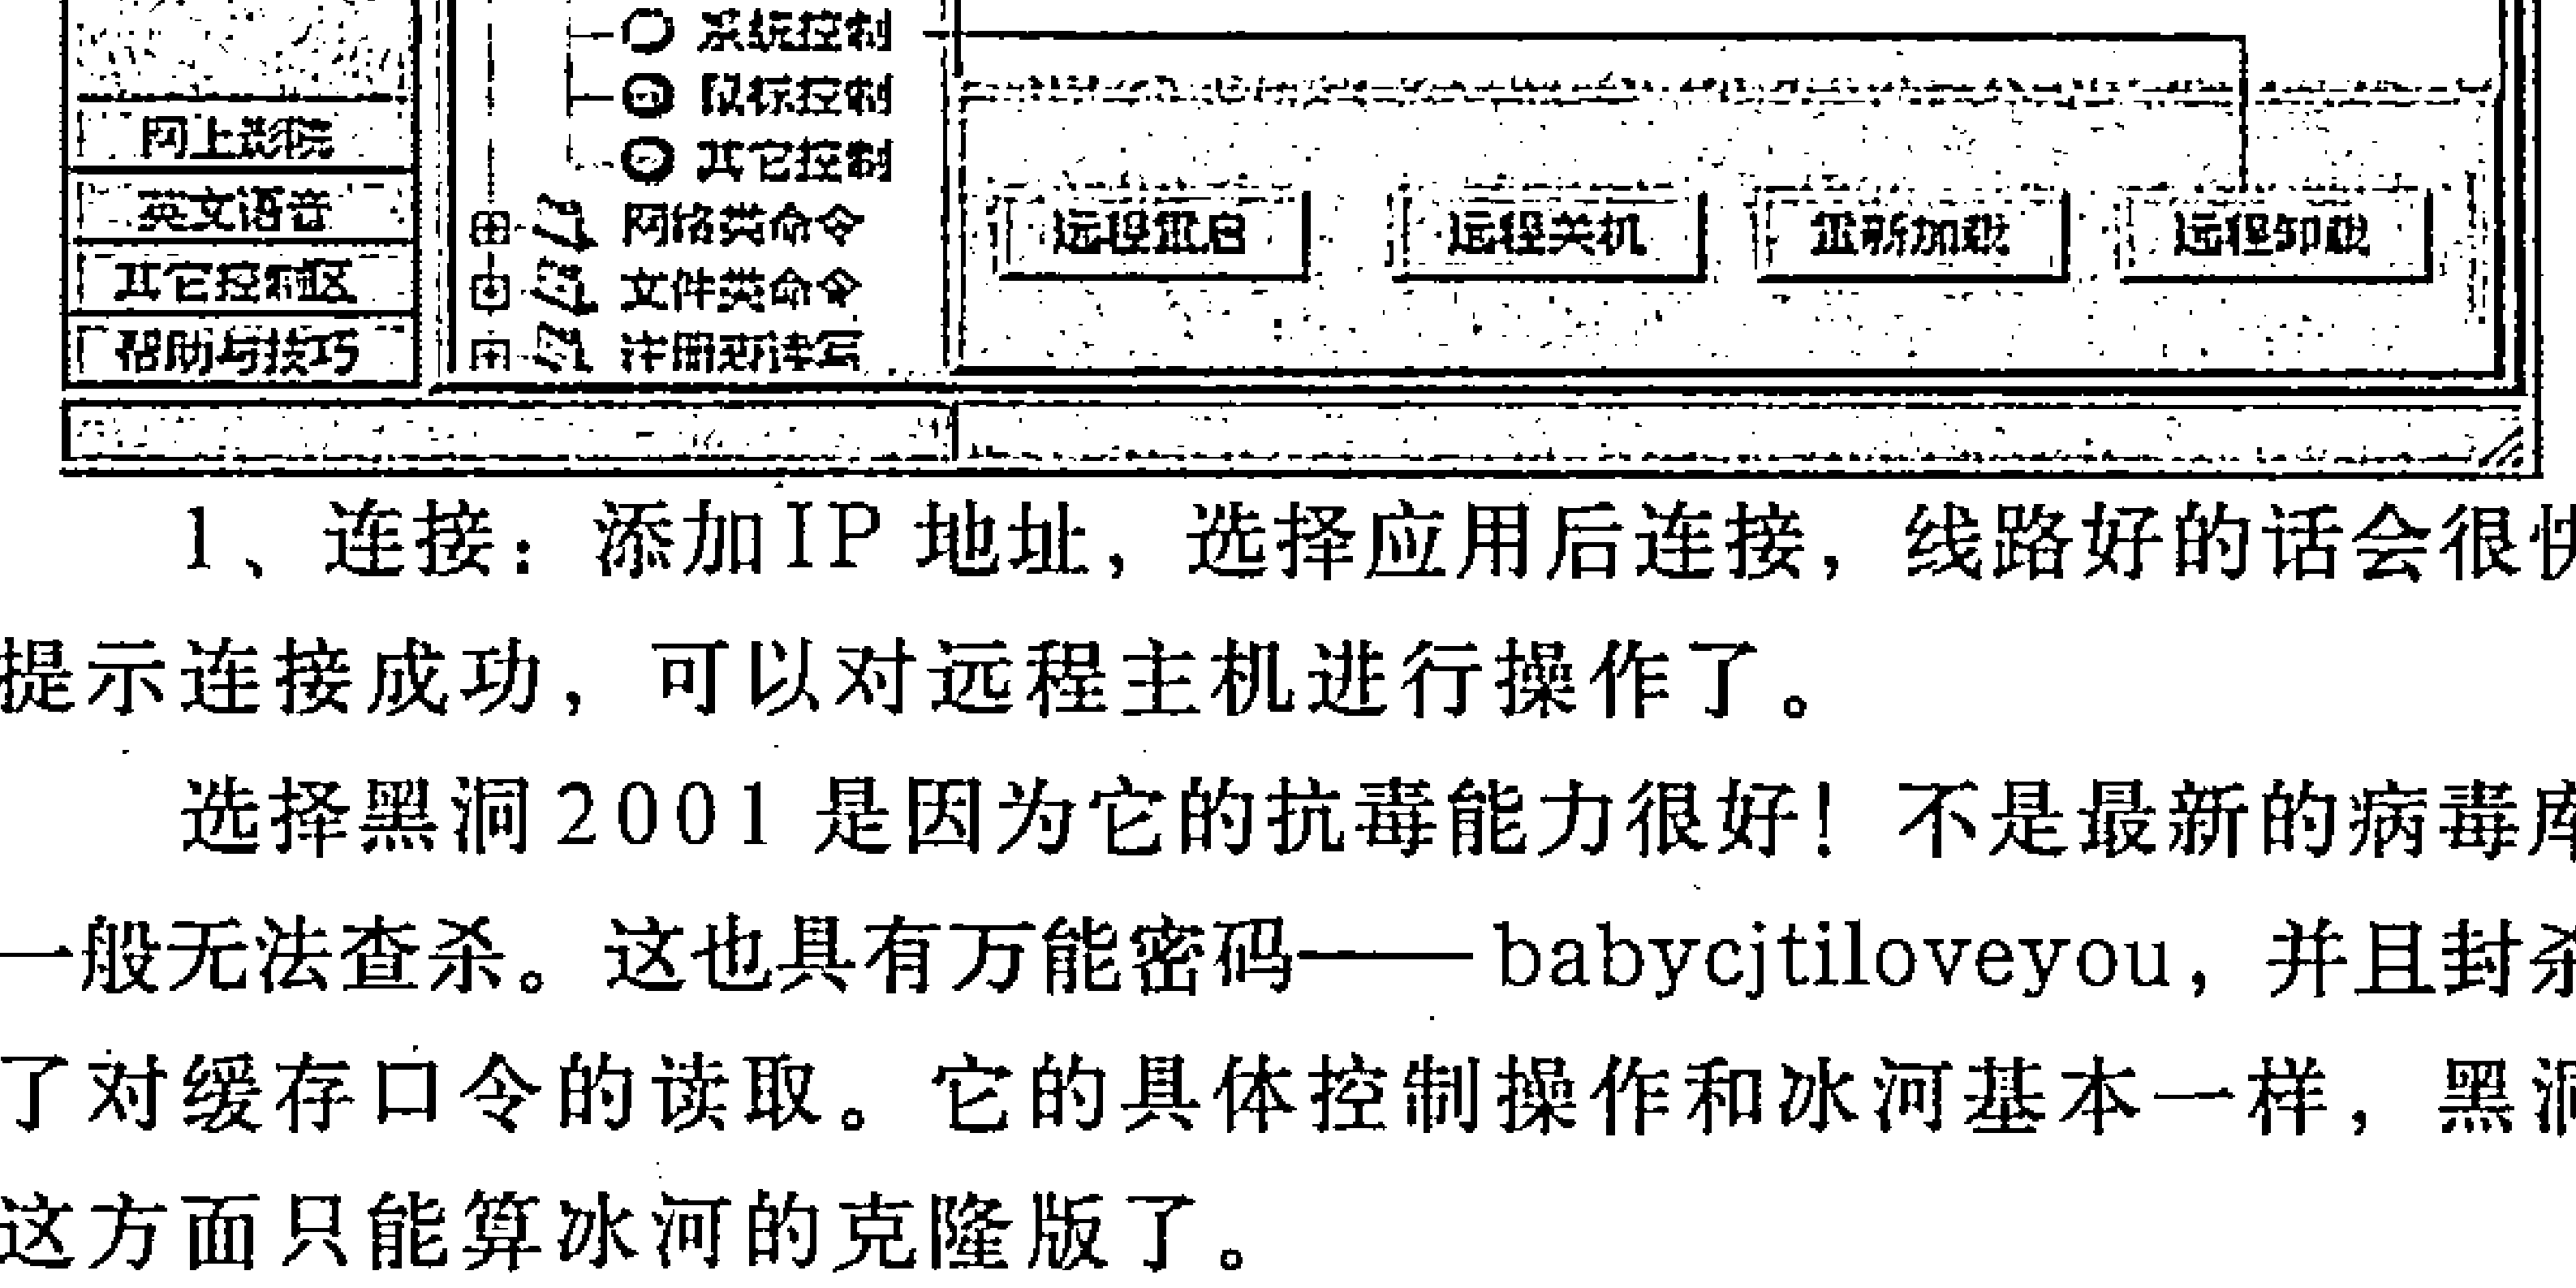 系统控制
鼠标控制
其它控制
网络类命令
文件类命令
注册表读写
网上影院
英文语音
其它控制区
帮助与技巧
远程重启
远程关机
重新加载
远程卸载
1、连接：添加IP 地址，选择应用后连接，线路好的话会很快
提示连接成功，可以对远程主机进行操作了。
选择黑洞2001 是因为它的抗毒能力很好！不是最新的病毒库
一般无法查杀。这也具有万能密码——babycjtiloveyou，并且封杀
了对缓存口令的读取。它的具体控制操作和冰河基本一样，黑洞
这方面只能算冰河的克隆版了。